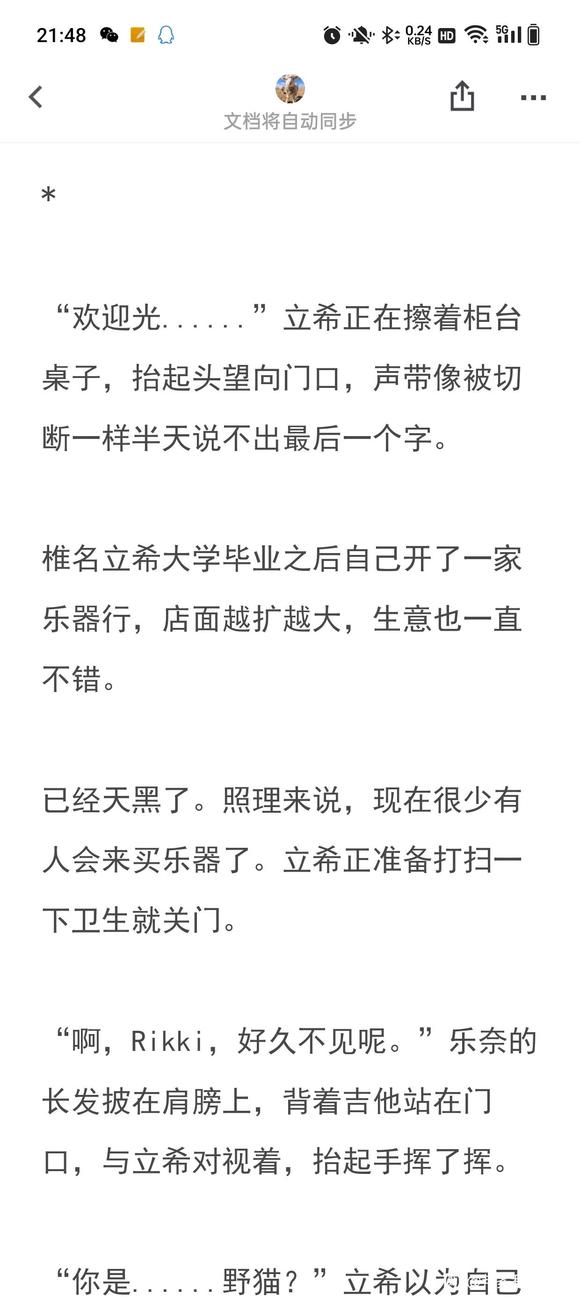 21:48
0.24
KB/S
HD
5G
文档将自动同步
*
“欢迎光......”立希正在擦着柜台
桌子，抬起头望向门口，声带像被切
断一样半天说不出最后一个字。
椎名立希大学毕业之后自己开了一家
乐器行，店面越扩越大，生意也一直
不错。
已经天黑了。照理来说，现在很少有
人会来买乐器了。立希正准备打扫一
下卫生就关门。
“啊，Rikki，好久不见呢。”乐奈的
长发披在肩膀上，背着吉他站在门
口，与立希对视着，抬起手挥了挥。
“你是......野猫？”立希以为自己